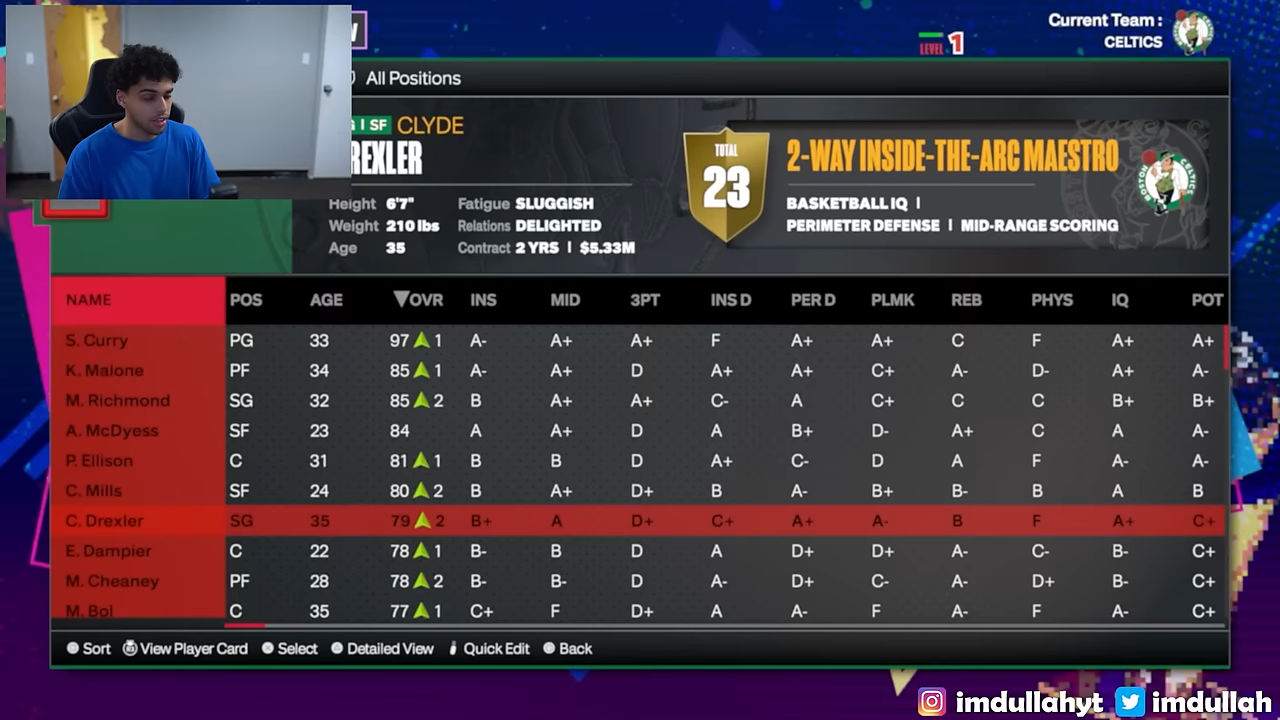 Current Team :
CELTICS
LEVEL 1
All Positions
SF CLYDE
REXLER
Height 6'7"
Weight 210 lbs
Age 35
Fatigue SLUGGISH
Relations DELIGHTED
Contract 2 YRS | $5.33M
TOTAL
23
2-WAY INSIDE-THE-ARC MAESTRO
BASKETBALL IQ |
PERIMETER DEFENSE | MID-RANGE SCORING
BOSTON CELTICS
NAME POS AGE ▼OVR INS MID 3PT INS D PER D PLMK REB PHYS IQ POT
S. Curry PG 33 97 ▲ 1 A- A+ A+ F A+ A+ C F A+ A+
K. Malone PF 34 85 ▲ 1 A- A+ D A+ A+ C+ A- D- A+ A-
M. Richmond SG 32 85 ▲ 2 B A+ A+ C- A C+ C C B+ B+
A. McDyess SF 23 84 A A+ D A B+ D- A+ C A A-
P. Ellison C 31 81 ▲ 1 B B D A+ C- D A F A- A-
C. Mills SF 24 80 ▲ 2 B A+ D+ B A- B+ B- B A B
C. Drexler SG 35 79 ▲ 2 B+ A D+ C+ A+ A- B F A+ C+
E. Dampier C 22 78 ▲ 1 B- B D A D+ D+ A- C- B- C+
M. Cheaney PF 28 78 ▲ 2 B- B- D A- D+ C- A- D+ B- C+
M. Bol C 35 77 ▲ 1 C+ F D+ A A- F A- F A- C+
Sort View Player Card Select Detailed View Quick Edit Back
imdullahyt imdullah